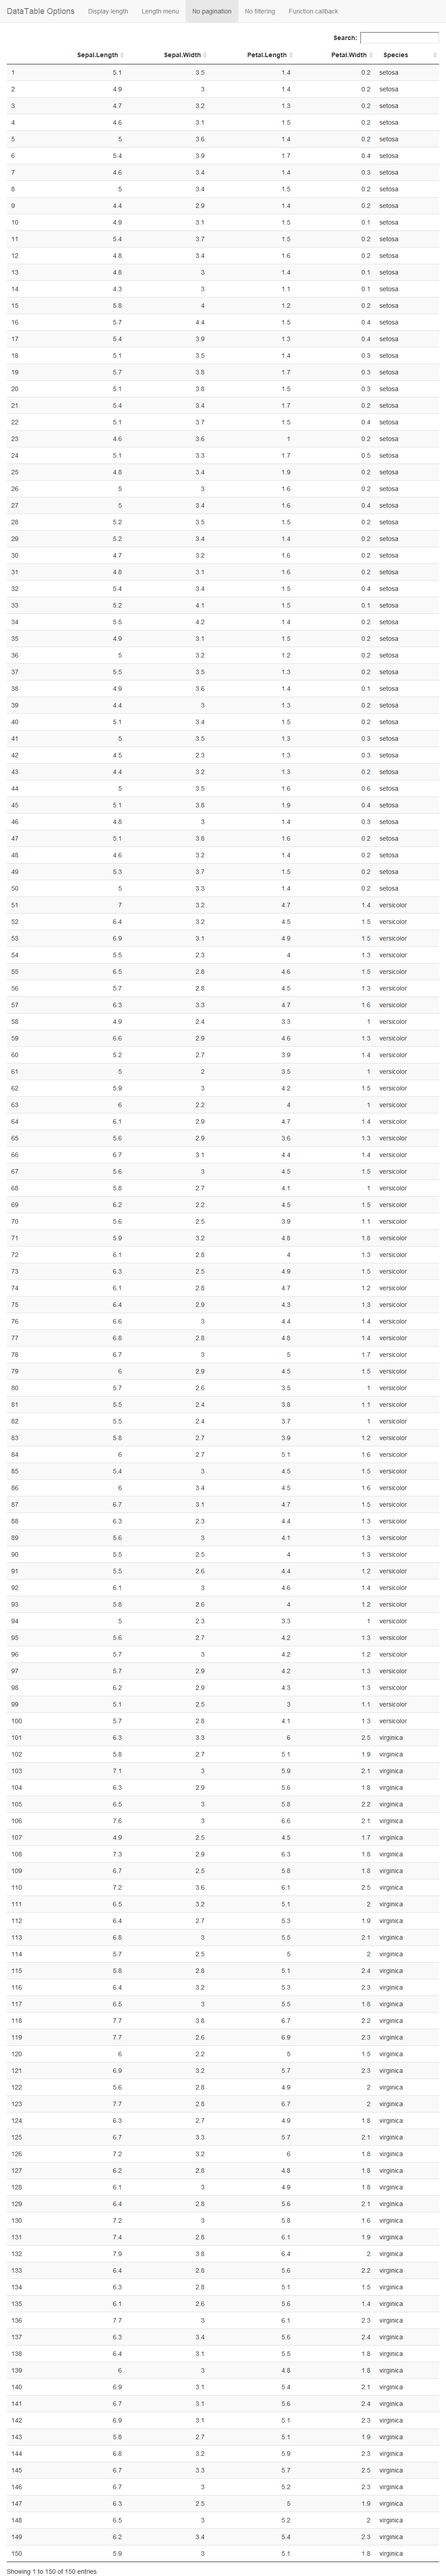 DataTable Options Display length Length menu No pagination No filtering Function callback
Search:
Sepal.Length Sepal.Width Petal.Length Petal.Width Species
1 5.1 3.5 1.4 0.2 setosa
2 4.9 3 1.4 0.2 setosa
3 4.7 3.2 1.3 0.2 setosa
4 4.6 3.1 1.5 0.2 setosa
5 5 3.6 1.4 0.2 setosa
6 5.4 3.9 1.7 0.4 setosa
7 4.6 3.4 1.4 0.3 setosa
8 5 3.4 1.5 0.2 setosa
9 4.4 2.9 1.4 0.2 setosa
10 4.9 3.1 1.5 0.1 setosa
11 5.4 3.7 1.5 0.2 setosa
12 4.8 3.4 1.6 0.2 setosa
13 4.8 3 1.4 0.1 setosa
14 4.3 3 1.1 0.1 setosa
15 5.8 4 1.2 0.2 setosa
16 5.7 4.4 1.5 0.4 setosa
17 5.4 3.9 1.3 0.4 setosa
18 5.1 3.5 1.4 0.3 setosa
19 5.7 3.8 1.7 0.3 setosa
20 5.1 3.8 1.5 0.3 setosa
21 5.4 3.4 1.7 0.2 setosa
22 5.1 3.7 1.5 0.4 setosa
23 4.6 3.6 1 0.2 setosa
24 5.1 3.3 1.7 0.5 setosa
25 4.8 3.4 1.9 0.2 setosa
26 5 3 1.6 0.2 setosa
27 5 3.4 1.6 0.4 setosa
28 5.2 3.5 1.5 0.2 setosa
29 5.2 3.4 1.4 0.2 setosa
30 4.7 3.2 1.6 0.2 setosa
31 4.8 3.1 1.6 0.2 setosa
32 5.4 3.4 1.5 0.4 setosa
33 5.2 4.1 1.5 0.1 setosa
34 5.5 4.2 1.4 0.2 setosa
35 4.9 3.1 1.5 0.2 setosa
36 5 3.2 1.2 0.2 setosa
37 5.5 3.5 1.3 0.2 setosa
38 4.9 3.6 1.4 0.1 setosa
39 4.4 3 1.3 0.2 setosa
40 5.1 3.4 1.5 0.2 setosa
41 5 3.5 1.3 0.3 setosa
42 4.5 2.3 1.3 0.3 setosa
43 4.4 3.2 1.3 0.2 setosa
44 5 3.5 1.6 0.6 setosa
45 5.1 3.8 1.9 0.4 setosa
46 4.8 3 1.4 0.3 setosa
47 5.1 3.8 1.6 0.2 setosa
48 4.6 3.2 1.4 0.2 setosa
49 5.3 3.7 1.5 0.2 setosa
50 5 3.3 1.4 0.2 setosa
51 7 3.2 4.7 1.4 versicolor
52 6.4 3.2 4.5 1.5 versicolor
53 6.9 3.1 4.9 1.5 versicolor
54 5.5 2.3 4 1.3 versicolor
55 6.5 2.8 4.6 1.5 versicolor
56 5.7 2.8 4.5 1.3 versicolor
57 6.3 3.3 4.7 1.6 versicolor
58 4.9 2.4 3.3 1 versicolor
59 6.6 2.9 4.6 1.3 versicolor
60 5.2 2.7 3.9 1.4 versicolor
61 5 2 3.5 1 versicolor
62 5.9 3 4.2 1.5 versicolor
63 6 2.2 4 1 versicolor
64 6.1 2.9 4.7 1.4 versicolor
65 5.6 2.9 3.6 1.3 versicolor
66 6.7 3.1 4.4 1.4 versicolor
67 5.6 3 4.5 1.5 versicolor
68 5.8 2.7 4.1 1 versicolor
69 6.2 2.2 4.5 1.5 versicolor
70 5.6 2.5 3.9 1.1 versicolor
71 5.9 3.2 4.8 1.8 versicolor
72 6.1 2.8 4 1.3 versicolor
73 6.3 2.5 4.9 1.5 versicolor
74 6.1 2.8 4.7 1.2 versicolor
75 6.4 2.9 4.3 1.3 versicolor
76 6.6 3 4.4 1.4 versicolor
77 6.8 2.8 4.8 1.4 versicolor
78 6.7 3 5 1.7 versicolor
79 6 2.9 4.5 1.5 versicolor
80 5.7 2.6 3.5 1 versicolor
81 5.5 2.4 3.8 1.1 versicolor
82 5.5 2.4 3.7 1 versicolor
83 5.8 2.7 3.9 1.2 versicolor
84 6 2.7 5.1 1.6 versicolor
85 5.4 3 4.5 1.5 versicolor
86 6 3.4 4.5 1.6 versicolor
87 6.7 3.1 4.7 1.5 versicolor
88 6.3 2.3 4.4 1.3 versicolor
89 5.6 3 4.1 1.3 versicolor
90 5.5 2.5 4 1.3 versicolor
91 5.5 2.6 4.4 1.2 versicolor
92 6.1 3 4.6 1.4 versicolor
93 5.8 2.6 4 1.2 versicolor
94 5 2.3 3.3 1 versicolor
95 5.6 2.7 4.2 1.3 versicolor
96 5.7 3 4.2 1.2 versicolor
97 5.7 2.9 4.2 1.3 versicolor
98 6.2 2.9 4.3 1.3 versicolor
99 5.1 2.5 3 1.1 versicolor
100 5.7 2.8 4.1 1.3 versicolor
101 6.3 3.3 6 2.5 virginica
102 5.8 2.7 5.1 1.9 virginica
103 7.1 3 5.9 2.1 virginica
104 6.3 2.9 5.6 1.8 virginica
105 6.5 3 5.8 2.2 virginica
106 7.6 3 6.6 2.1 virginica
107 4.9 2.5 4.5 1.7 virginica
108 7.3 2.9 6.3 1.8 virginica
109 6.7 2.5 5.8 1.8 virginica
110 7.2 3.6 6.1 2.5 virginica
111 6.5 3.2 5.1 2 virginica
112 6.4 2.7 5.3 1.9 virginica
113 6.8 3 5.5 2.1 virginica
114 5.7 2.5 5 2 virginica
115 5.8 2.8 5.1 2.4 virginica
116 6.4 3.2 5.3 2.3 virginica
117 6.5 3 5.5 1.8 virginica
118 7.7 3.8 6.7 2.2 virginica
119 7.7 2.6 6.9 2.3 virginica
120 6 2.2 5 1.5 virginica
121 6.9 3.2 5.7 2.3 virginica
122 5.6 2.8 4.9 2 virginica
123 7.7 2.8 6.7 2 virginica
124 6.3 2.7 4.9 1.8 virginica
125 6.7 3.3 5.7 2.1 virginica
126 7.2 3.2 6 1.8 virginica
127 6.2 2.8 4.8 1.8 virginica
128 6.1 3 4.9 1.8 virginica
129 6.4 2.8 5.6 2.1 virginica
130 7.2 3 5.8 1.6 virginica
131 7.4 2.8 6.1 1.9 virginica
132 7.9 3.8 6.4 2 virginica
133 6.4 2.8 5.6 2.2 virginica
134 6.3 2.8 5.1 1.5 virginica
135 6.1 2.6 5.6 1.4 virginica
136 7.7 3 6.1 2.3 virginica
137 6.3 3.4 5.6 2.4 virginica
138 6.4 3.1 5.5 1.8 virginica
139 6 3 4.8 1.8 virginica
140 6.9 3.1 5.4 2.1 virginica
141 6.7 3.1 5.6 2.4 virginica
142 6.9 3.1 5.1 2.3 virginica
143 5.8 2.7 5.1 1.9 virginica
144 6.8 3.2 5.9 2.3 virginica
145 6.7 3.3 5.7 2.5 virginica
146 6.7 3 5.2 2.3 virginica
147 6.3 2.5 5 1.9 virginica
148 6.5 3 5.2 2 virginica
149 6.2 3.4 5.4 2.3 virginica
150 5.9 3 5.1 1.8 virginica
Showing 1 to 150 of 150 entries